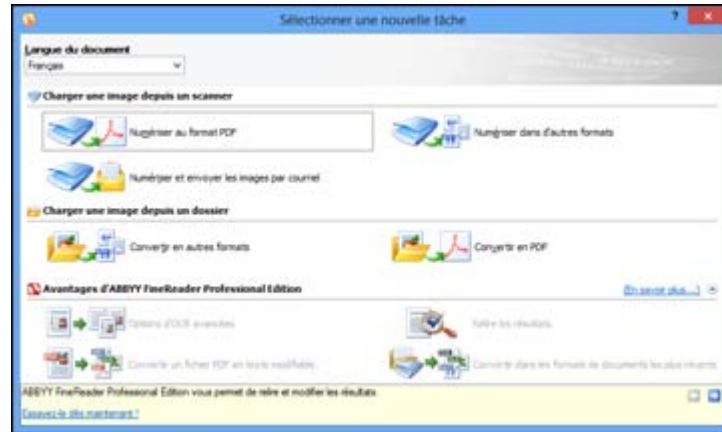 Sélectionner une nouvelle tâche
?
Langue du document
Français
Charger une image depuis un scanner
Numériser au format PDF
Numériser dans d'autres formats
Numériser et envoyer les images par courriel
Charger une image depuis un dossier
Convertir en autres formats
Convertir en PDF
Avantages d'ABBYY FineReader Professional Edition
(En savoir plus...)
Options d'OCR avancées
Relire les résultats
Convertir un fichier PDF en texte modifiable
Convertir dans les formats de documents les plus récents
ABBYY FineReader Professional Edition vous permet de relire et modifier les résultats.
Essayez-le dès maintenant !